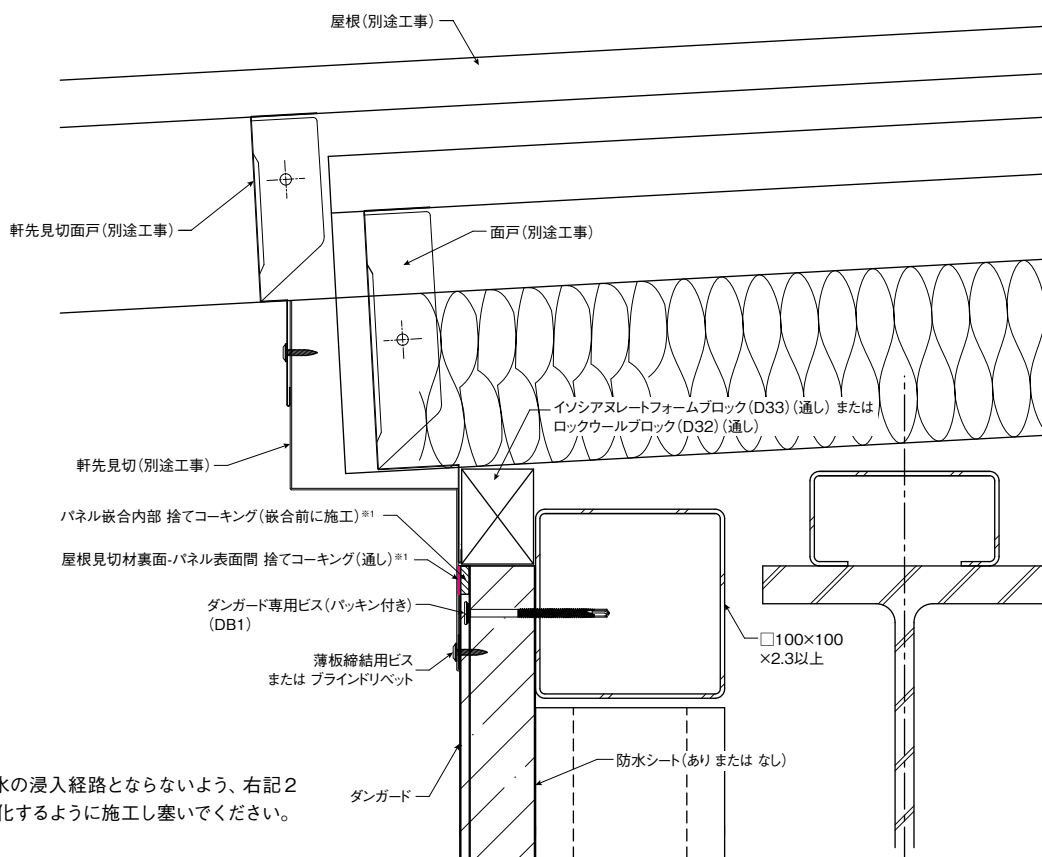 屋根(別途工事)
軒先見切面戸(別途工事)
面戸(別途工事)
イソシアヌレートフォームブロック(D33)(通し) または
ロックウールブロック(D32)(通し)
軒先見切(別途工事)
パネル嵌合内部 捨てコーキング(嵌合前に施工)※1
屋根見切材裏面-パネル表面間 捨てコーキング(通し)※1
ダンガード専用ビス(パッキン付き)
(DB1)
□100×100
×2.3以上
薄板締結用ビス
または ブラインドリベット
防水シート(あり または なし)
ダンガード
水の浸入経路とならないよう、右記2
化するように施工し塞いでください。